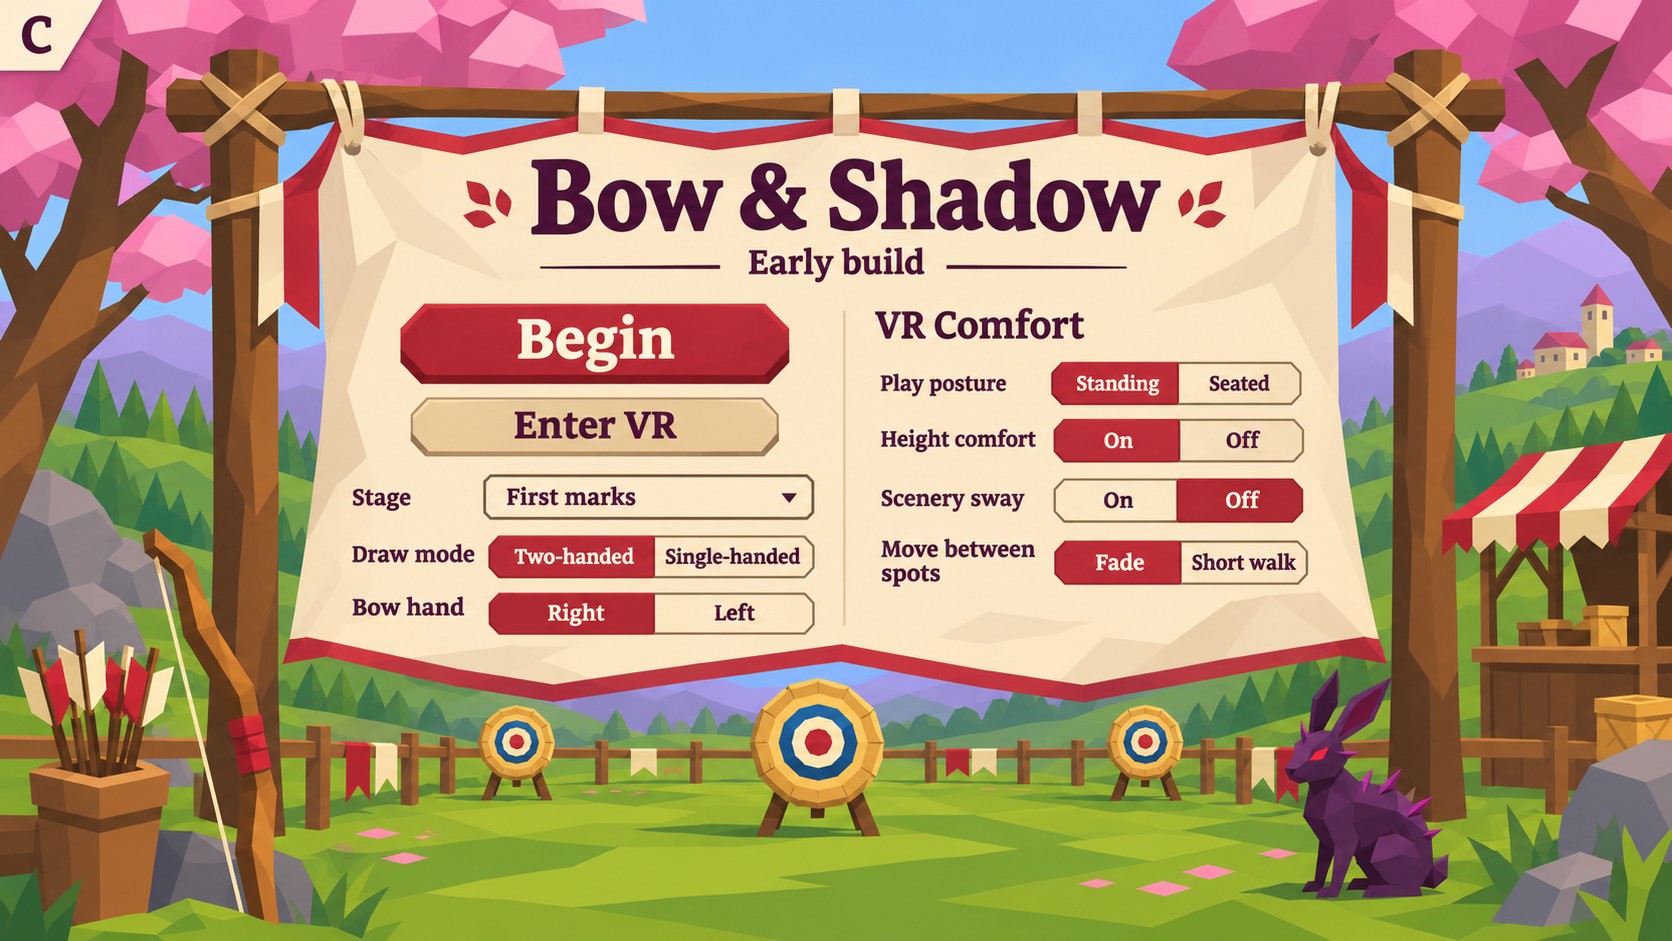 C
Bow & Shadow
Early build
Begin
Enter VR
Stage First marks
Draw mode Two-handed Single-handed
Bow hand Right Left
VR Comfort
Play posture Standing Seated
Height comfort On Off
Scenery sway On Off
Move between
spots
Fade Short walk